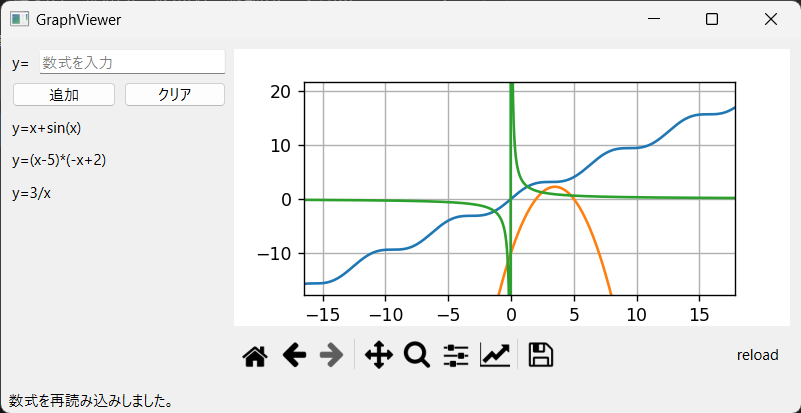 GraphViewer
y= 数式を入力
追加 クリア
y=x+sin(x)
y=(x-5)*(-x+2)
y=3/x
20
10
0
−10
−15 −10 −5 0 5 10 15
reload
数式を再読み込みしました。